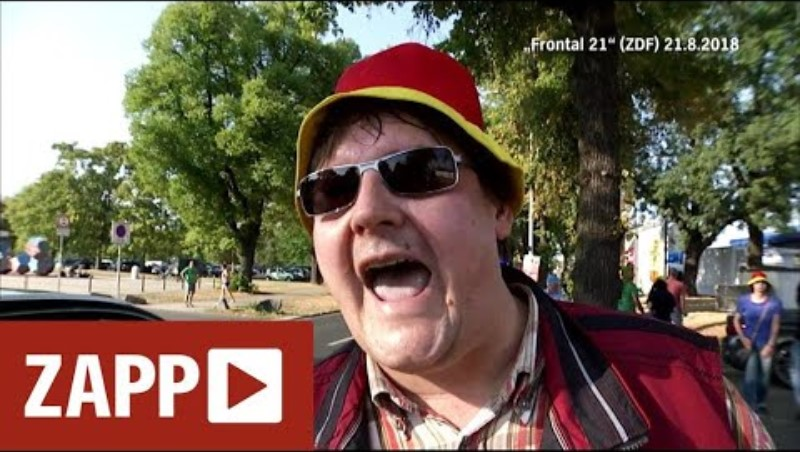 „Frontal 21“ (ZDF) 21.8.2018
ZAPP